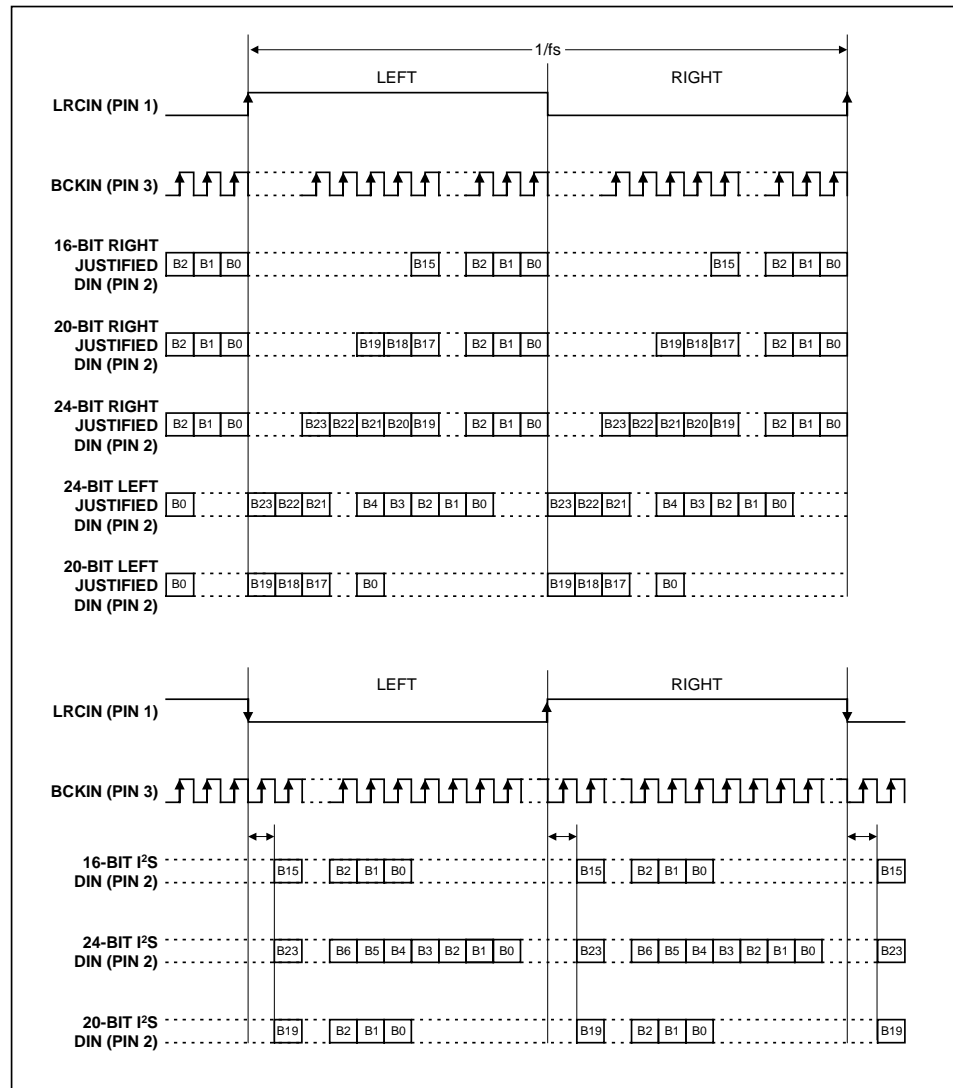 1/fs
LEFT RIGHT
LRCIN (PIN 1)
BCKIN (PIN 3)
16-BIT RIGHT
JUSTIFIED
DIN (PIN 2)
B2 B1 B0 B15 B2 B1 B0 B15 B2 B1 B0
20-BIT RIGHT
JUSTIFIED
DIN (PIN 2)
B2 B1 B0 B19 B18 B17 B2 B1 B0 B19 B18 B17 B2 B1 B0
24-BIT RIGHT
JUSTIFIED
DIN (PIN 2)
B2 B1 B0 B23 B22 B21 B20 B19 B2 B1 B0 B23 B22 B21 B20 B19 B2 B1 B0
24-BIT LEFT
JUSTIFIED
DIN (PIN 2)
B0 B23 B22 B21 B4 B3 B2 B1 B0 B23 B22 B21 B4 B3 B2 B1 B0
20-BIT LEFT
JUSTIFIED
DIN (PIN 2)
B0 B19 B18 B17 B0 B19 B18 B17 B0
LEFT RIGHT
LRCIN (PIN 1)
BCKIN (PIN 3)
16-BIT I²S
DIN (PIN 2)
B15 B2 B1 B0 B15 B2 B1 B0 B15
24-BIT I²S
DIN (PIN 2)
B23 B6 B5 B4 B3 B2 B1 B0 B23 B6 B5 B4 B3 B2 B1 B0 B23
20-BIT I²S
DIN (PIN 2)
B19 B2 B1 B0 B19 B2 B1 B0 B19